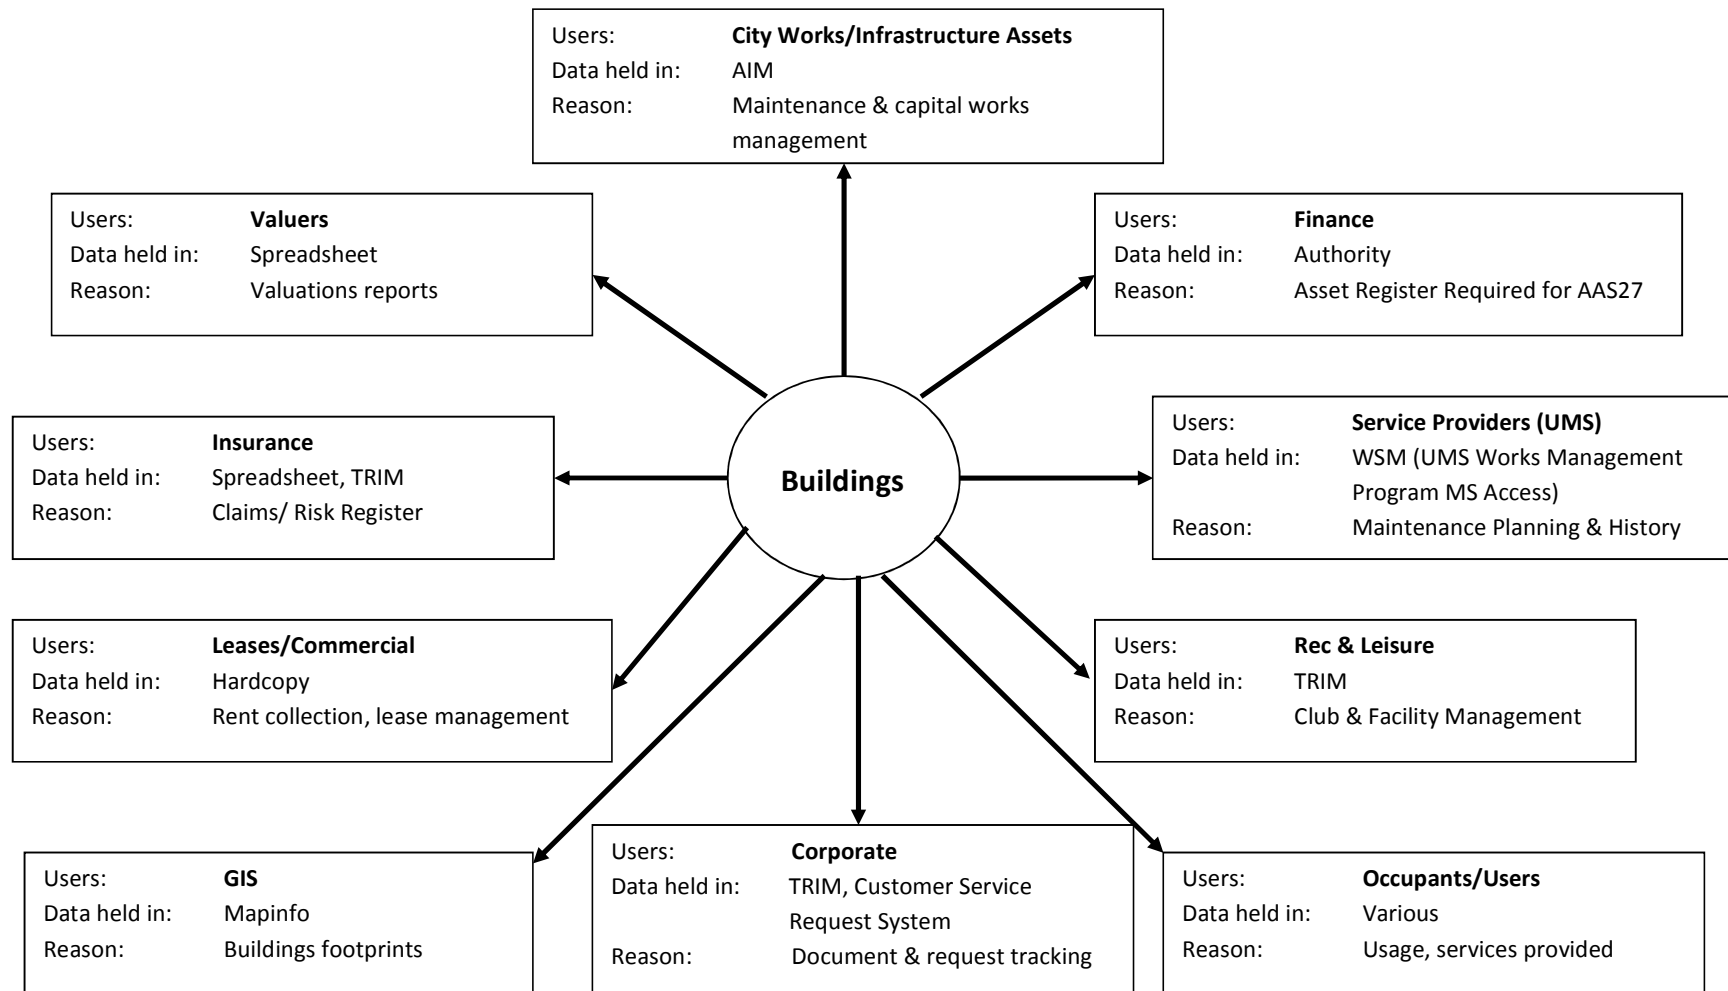 Users: City Works/Infrastructure Assets
Data held in: AIM
Reason: Maintenance & capital works
management
Users: Valuers
Data held in: Spreadsheet
Reason: Valuations reports
Users: Finance
Data held in: Authority
Reason: Asset Register Required for AAS27
Users: Insurance
Data held in: Spreadsheet, TRIM
Reason: Claims/ Risk Register
Buildings
Users: Service Providers (UMS)
Data held in: WSM (UMS Works Management
Program MS Access)
Reason: Maintenance Planning & History
Users: Leases/Commercial
Data held in: Hardcopy
Reason: Rent collection, lease management
Users: Rec & Leisure
Data held in: TRIM
Reason: Club & Facility Management
Users: GIS
Data held in: Mapinfo
Reason: Buildings footprints
Users: Corporate
Data held in: TRIM, Customer Service
Request System
Reason: Document & request tracking
Users: Occupants/Users
Data held in: Various
Reason: Usage, services provided